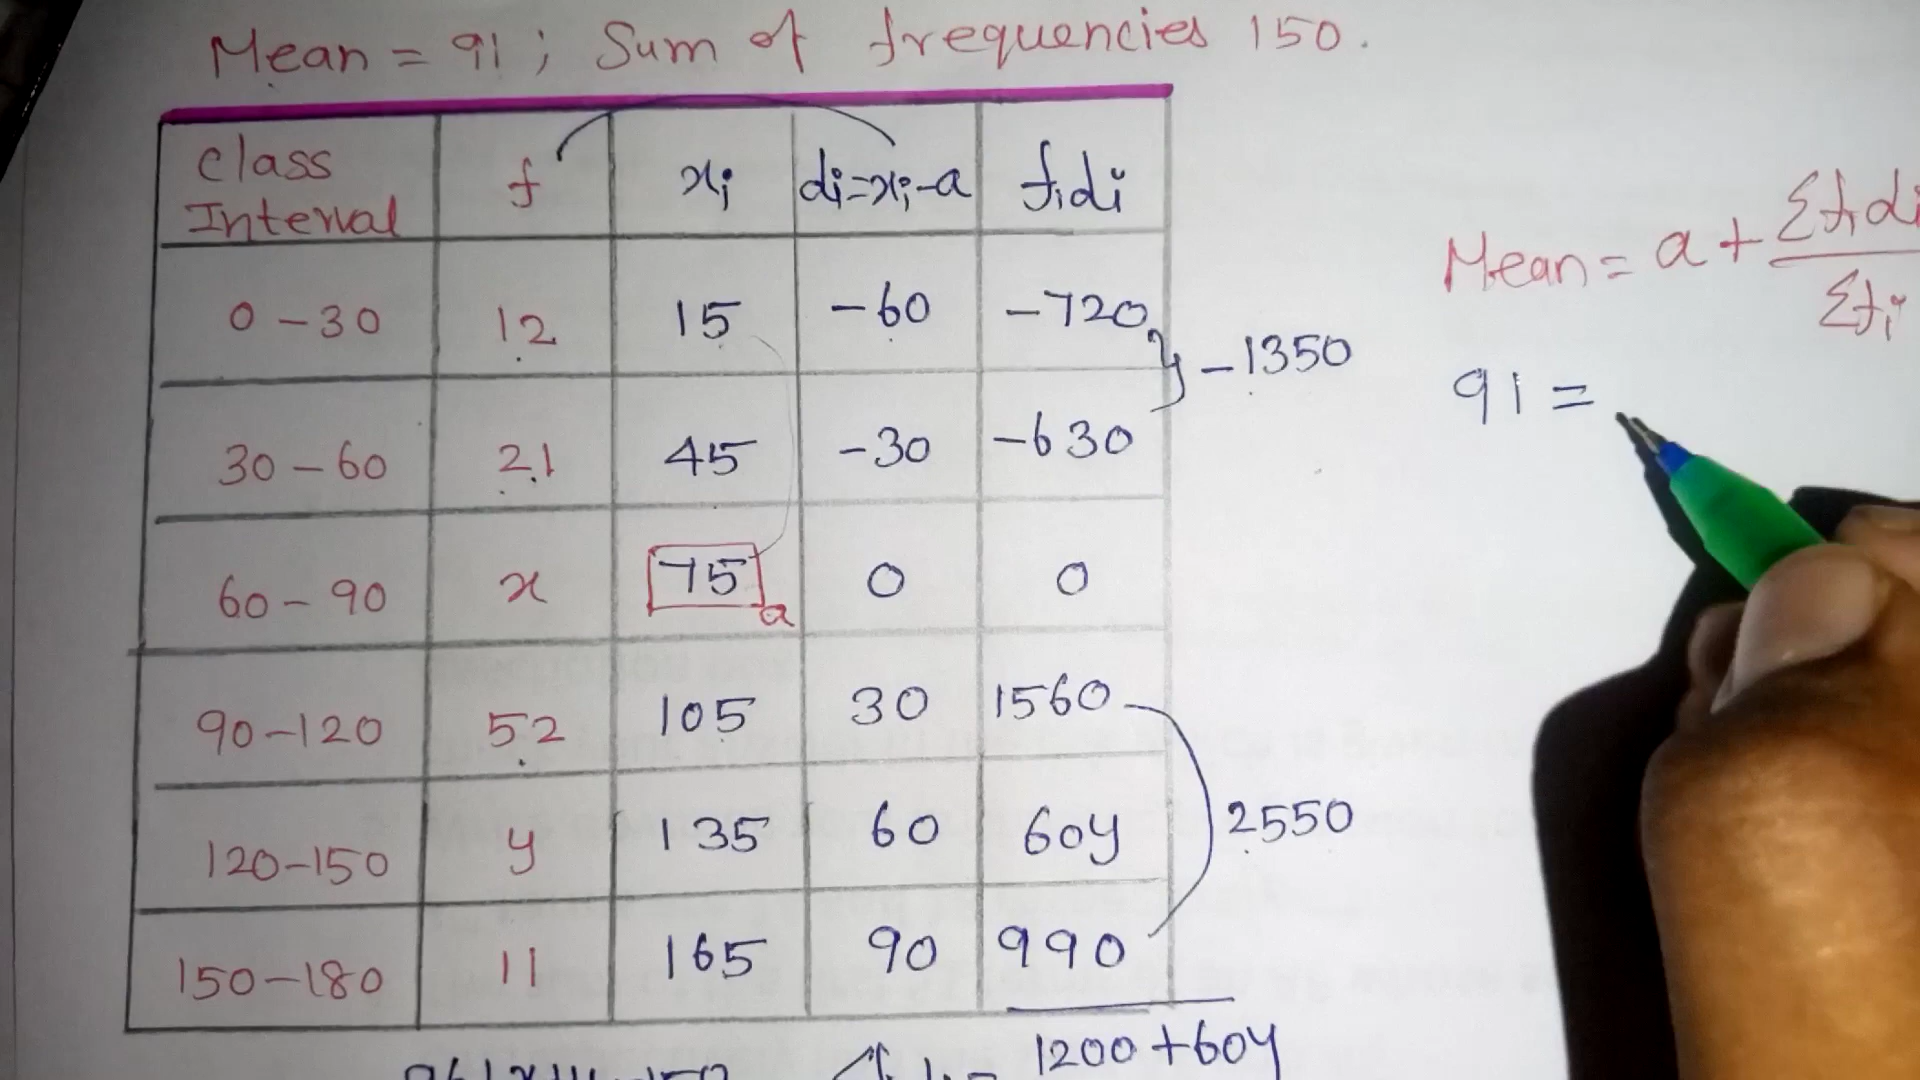 Mean = 91 ; Sum of frequencies 150.
Class Interval f xi di=xi-a fidi
0-30 12 15 -60 -720
-1350
30-60 21 45 -30 -630
60-90 x 75 a 0 0
90-120 52 105 30 1560
2550
120-150 y 135 60 60y
150-180 11 165 90 990
1200+60y
Mean = a + Σfidi / Σfi
91 =